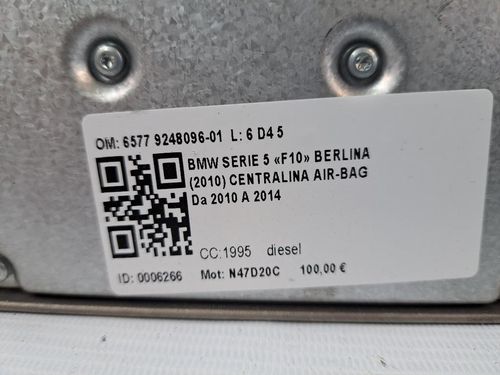 OM: 6577 9248096-01 L: 6 D4 5
BMW SERIE 5 «F10» BERLINA
(2010) CENTRALINA AIR-BAG
Da 2010 A 2014
CC:1995 diesel
ID: 0006266 Mot: N47D20C 100,00 €